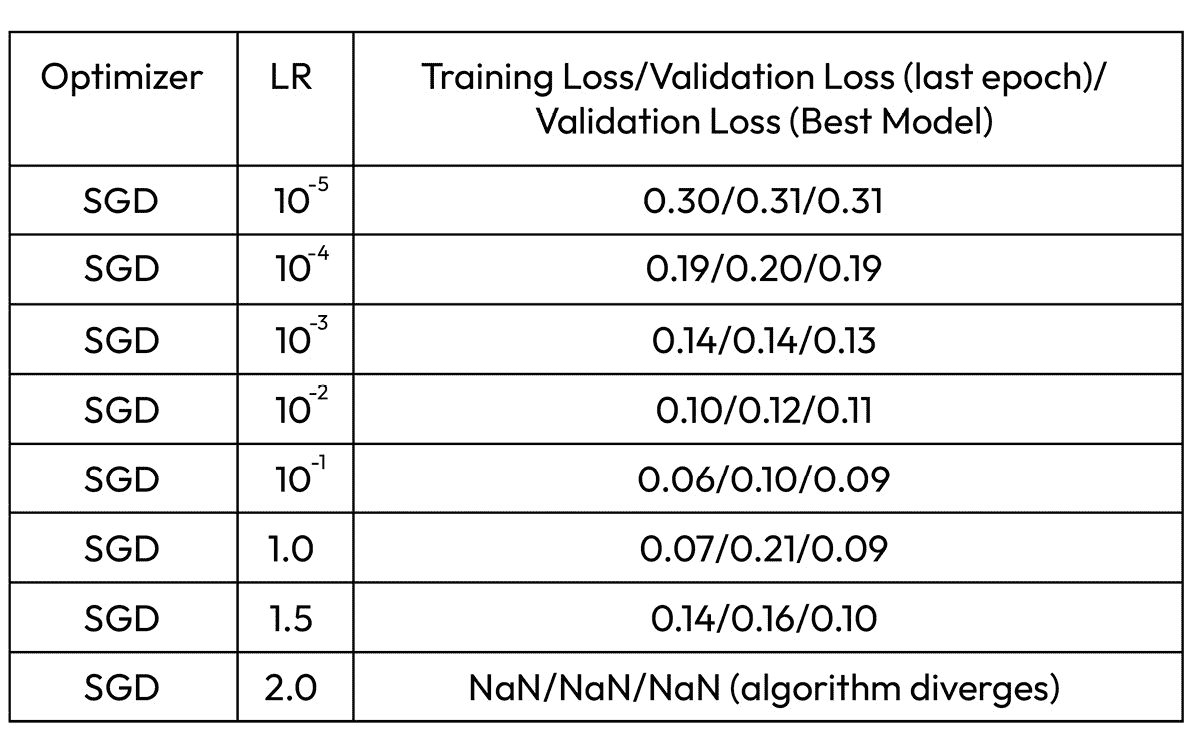 Optimizer LR Training Loss/Validation Loss (last epoch)/
Validation Loss (Best Model)
SGD 10⁻⁵ 0.30/0.31/0.31
SGD 10⁻⁴ 0.19/0.20/0.19
SGD 10⁻³ 0.14/0.14/0.13
SGD 10⁻² 0.10/0.12/0.11
SGD 10⁻¹ 0.06/0.10/0.09
SGD 1.0 0.07/0.21/0.09
SGD 1.5 0.14/0.16/0.10
SGD 2.0 NaN/NaN/NaN (algorithm diverges)